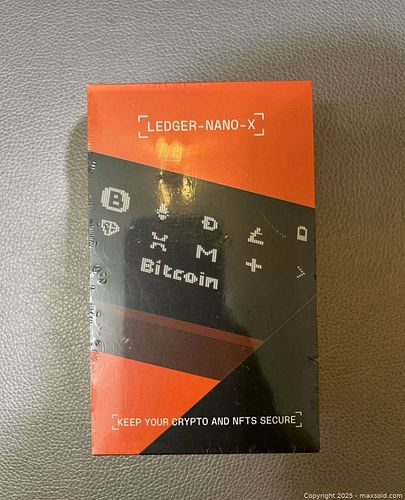 LEDGER-NANO-X
Bitcoin
KEEP YOUR CRYPTO AND NFTS SECURE
Copyright © 2025 - maxsold.com